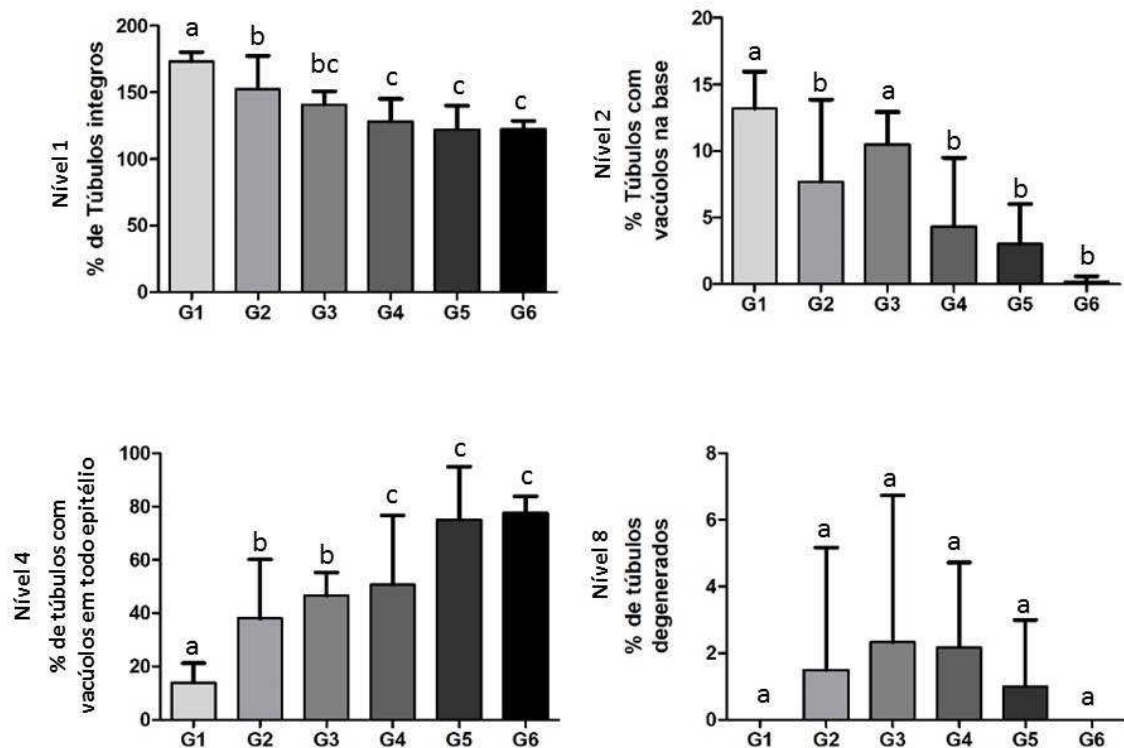 Nível 1
% de Túbulos integros
200
150
100
50
0
a
b
bc
c
c
c
G1 G2 G3 G4 G5 G6
Nível 2
% Túbulos com
vacúolos na base
20
15
10
5
0
a
b
a
b
b
b
G1 G2 G3 G4 G5 G6
Nível 4
% de túbulos com
vacúolos em todo epitélio
100
80
60
40
20
0
a
b
b
c
c
c
G1 G2 G3 G4 G5 G6
Nível 8
% de túbulos
degenerados
8
6
4
2
0
a
a
a
a
a
a
G1 G2 G3 G4 G5 G6